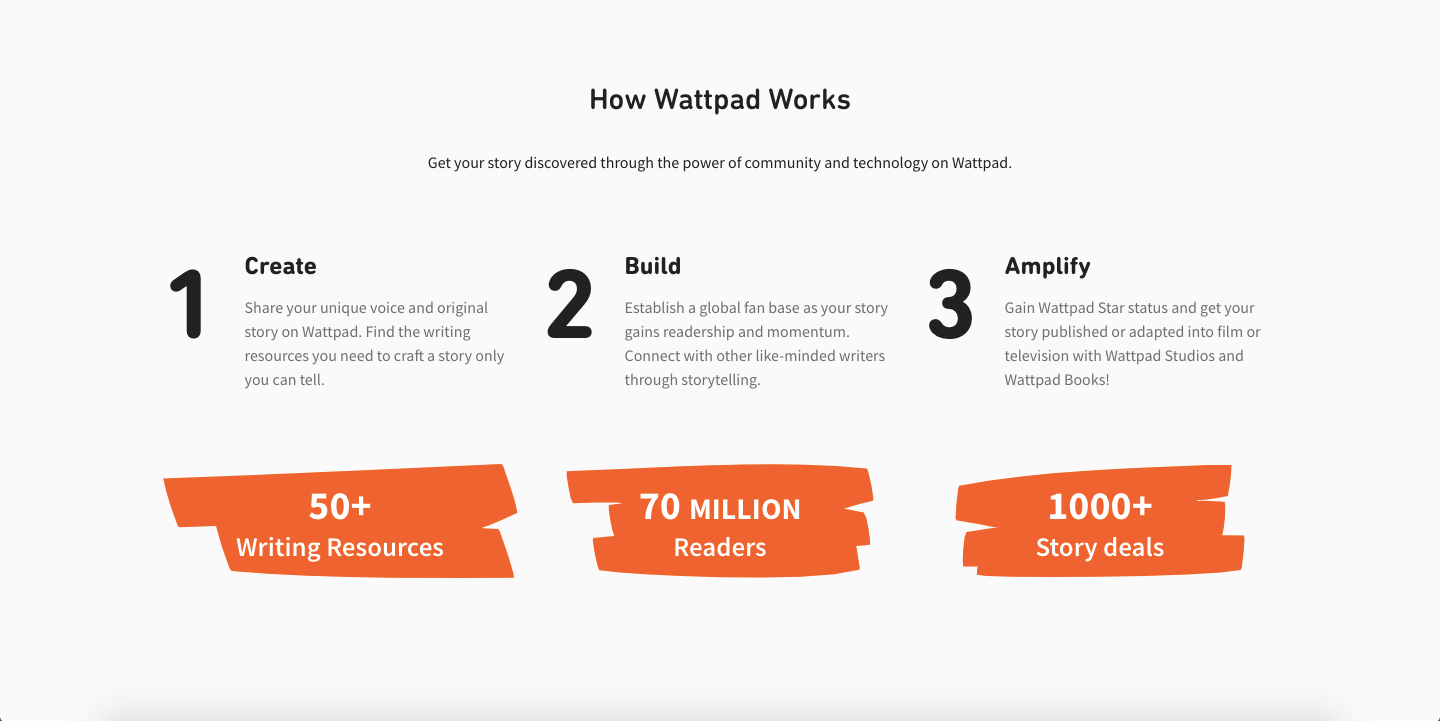 How Wattpad Works
Get your story discovered through the power of community and technology on Wattpad.
1
Create
Share your unique voice and original
story on Wattpad. Find the writing
resources you need to craft a story only
you can tell.
2
Build
Establish a global fan base as your story
gains readership and momentum.
Connect with other like-minded writers
through storytelling.
3
Amplify
Gain Wattpad Star status and get your
story published or adapted into film or
television with Wattpad Studios and
Wattpad Books!
50+
Writing Resources
70 MILLION
Readers
1000+
Story deals